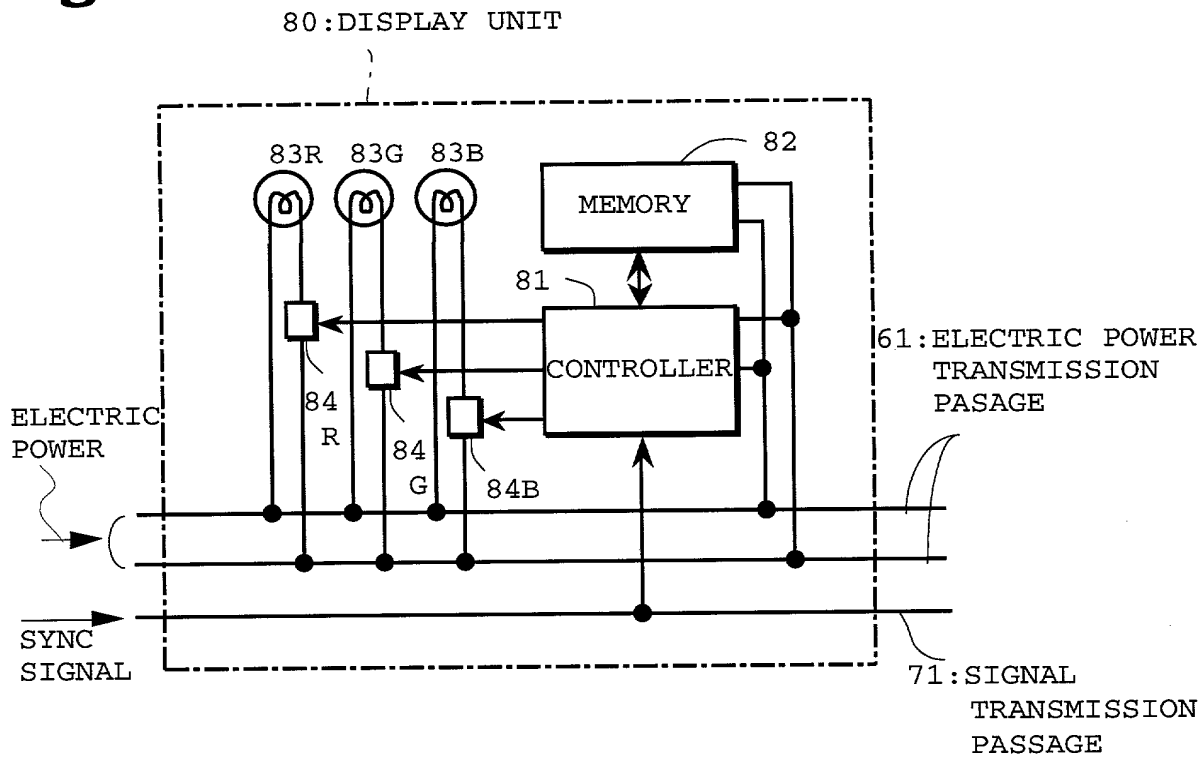 80:DISPLAY UNIT
83R 83G 83B
82
MEMORY
81
CONTROLLER
61:ELECTRIC POWER
TRANSMISSION
PASAGE
84
R
84
G
84B
ELECTRIC
POWER
SYNC
SIGNAL
71:SIGNAL
TRANSMISSION
PASSAGE